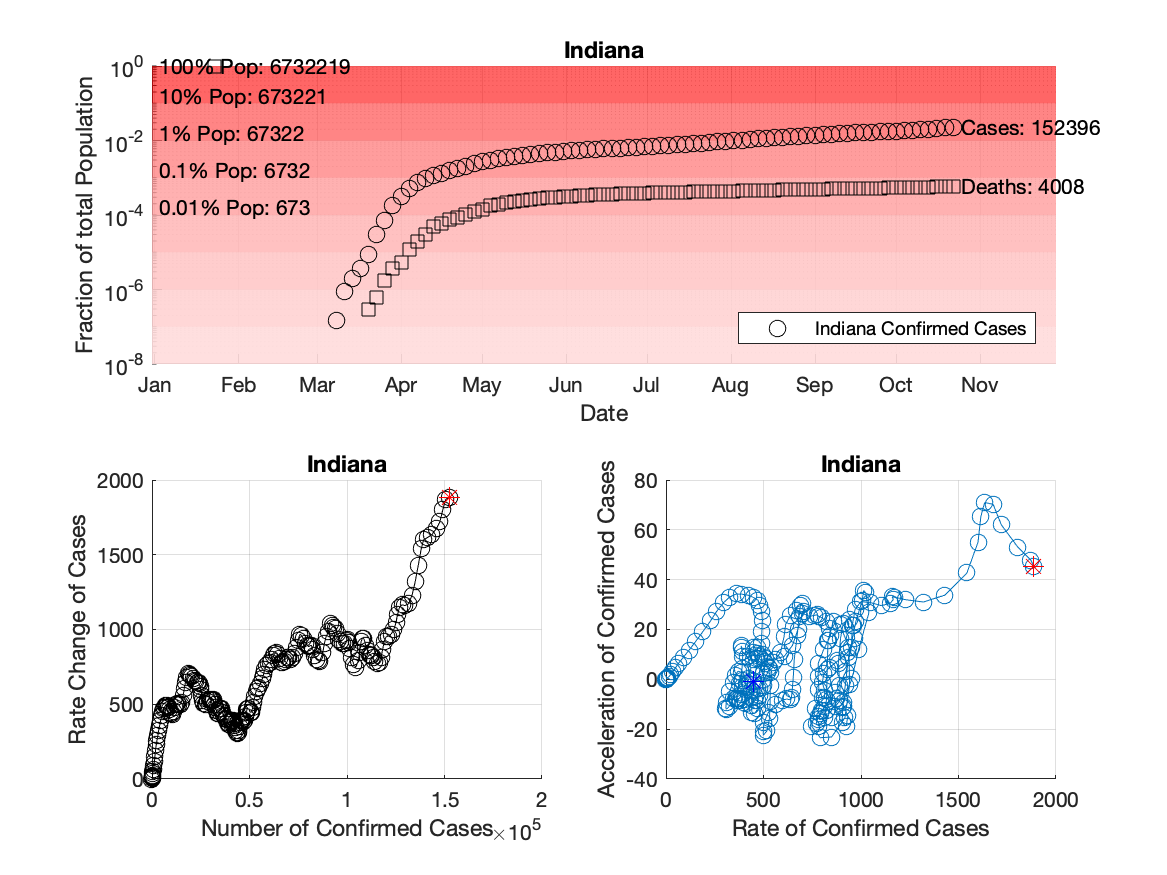 Indiana
10^0
10^-2
10^-4
10^-6
10^-8
Fraction of total Population
100% Pop: 6732219
10% Pop: 673221
1% Pop: 67322
0.1% Pop: 6732
0.01% Pop: 673
Cases: 152396
Deaths: 4008
Indiana Confirmed Cases
Jan Feb Mar Apr May Jun Jul Aug Sep Oct Nov
Date
Indiana
2000
1500
1000
500
0
Rate Change of Cases
0 0.5 1 1.5 2
Number of Confirmed Cases ×10^5
Indiana
80
60
40
20
0
-20
-40
Acceleration of Confirmed Cases
0 500 1000 1500 2000
Rate of Confirmed Cases